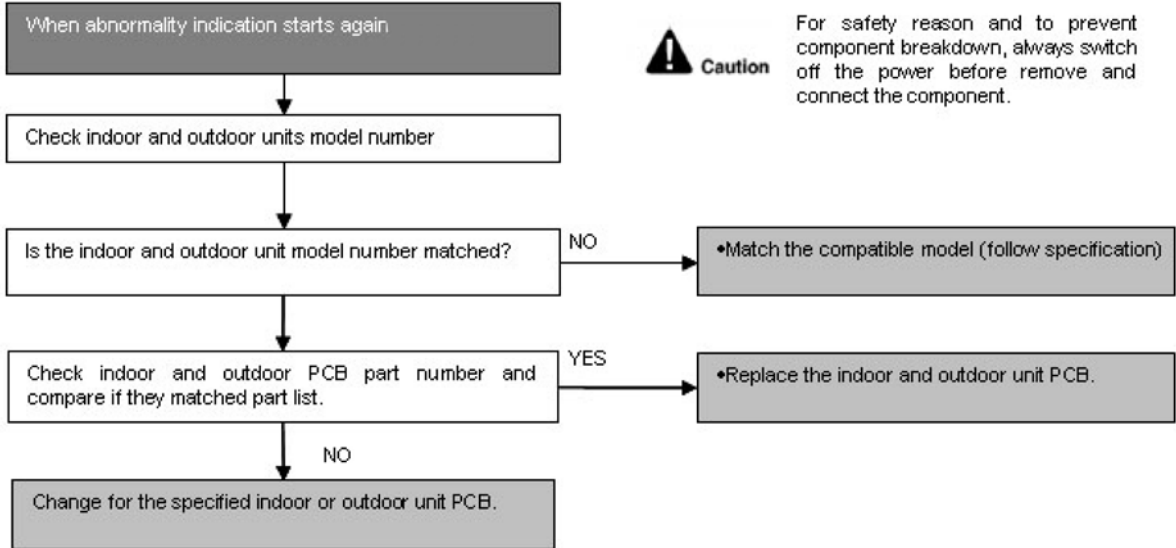 When abnormality indication starts again
For safety reason and to prevent
component breakdown, always switch
off the power before remove and
connect the component.
Caution
Check indoor and outdoor units model number
Is the indoor and outdoor unit model number matched?
NO
•Match the compatible model (follow specification)
Check indoor and outdoor PCB part number and
compare if they matched part list.
YES
•Replace the indoor and outdoor unit PCB.
NO
Change for the specified indoor or outdoor unit PCB.